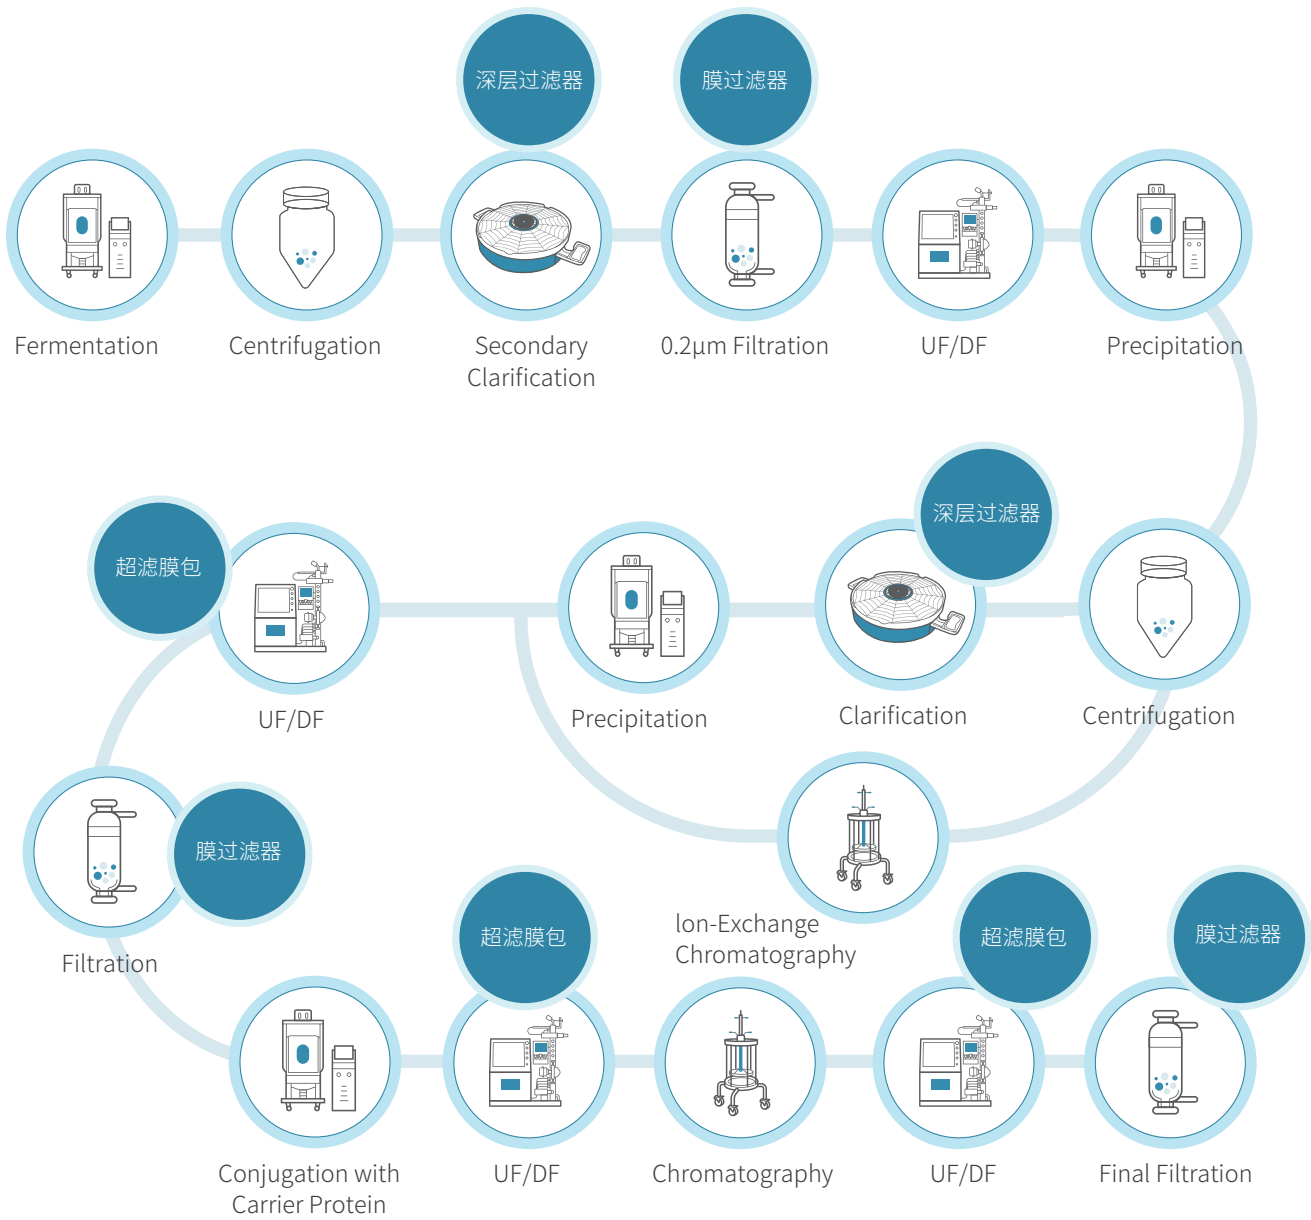 深层过滤器
膜过滤器
Fermentation
Centrifugation
Secondary
Clarification
0.2μm Filtration
UF/DF
Precipitation
超滤膜包
深层过滤器
UF/DF
Precipitation
Clarification
Centrifugation
膜过滤器
Filtration
lon-Exchange
Chromatography
超滤膜包
超滤膜包
膜过滤器
Conjugation with
Carrier Protein
UF/DF
Chromatography
UF/DF
Final Filtration